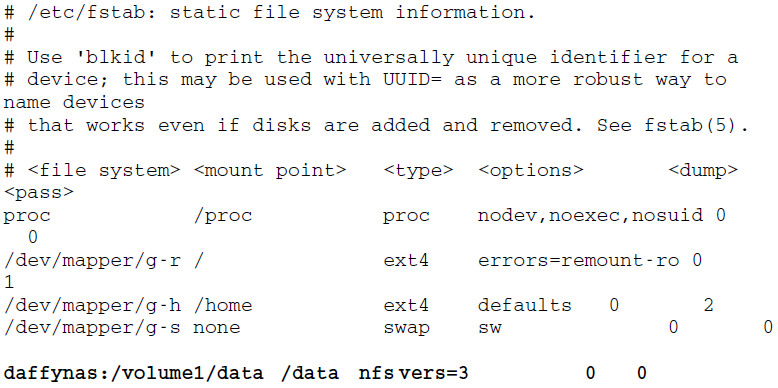 # /etc/fstab: static file system information.
#
# Use 'blkid' to print the universally unique identifier for a
# device; this may be used with UUID= as a more robust way to
name devices
# that works even if disks are added and removed. See fstab(5).
#
# <file system> <mount point>   <type>  <options>       <dump>
<pass>
proc            /proc           proc    nodev,noexec,nosuid 0
  0
/dev/mapper/g-r /               ext4    errors=remount-ro 0
1
/dev/mapper/g-h /home           ext4    defaults   0       2
/dev/mapper/g-s none            swap    sw              0       0
daffynas:/volume1/data /data nfs vers=3          0    0